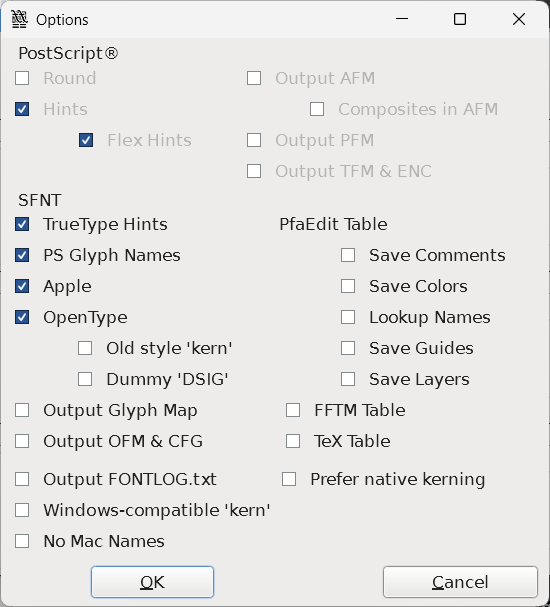 Options
PostScript®
Round Output AFM
Hints Composites in AFM
Flex Hints Output PFM
Output TFM & ENC
SFNT
TrueType Hints PfaEdit Table
PS Glyph Names Save Comments
Apple Save Colors
OpenType Lookup Names
Old style 'kern' Save Guides
Dummy 'DSIG' Save Layers
Output Glyph Map FFTM Table
Output OFM & CFG TeX Table
Output FONTLOG.txt Prefer native kerning
Windows-compatible 'kern'
No Mac Names
OK Cancel